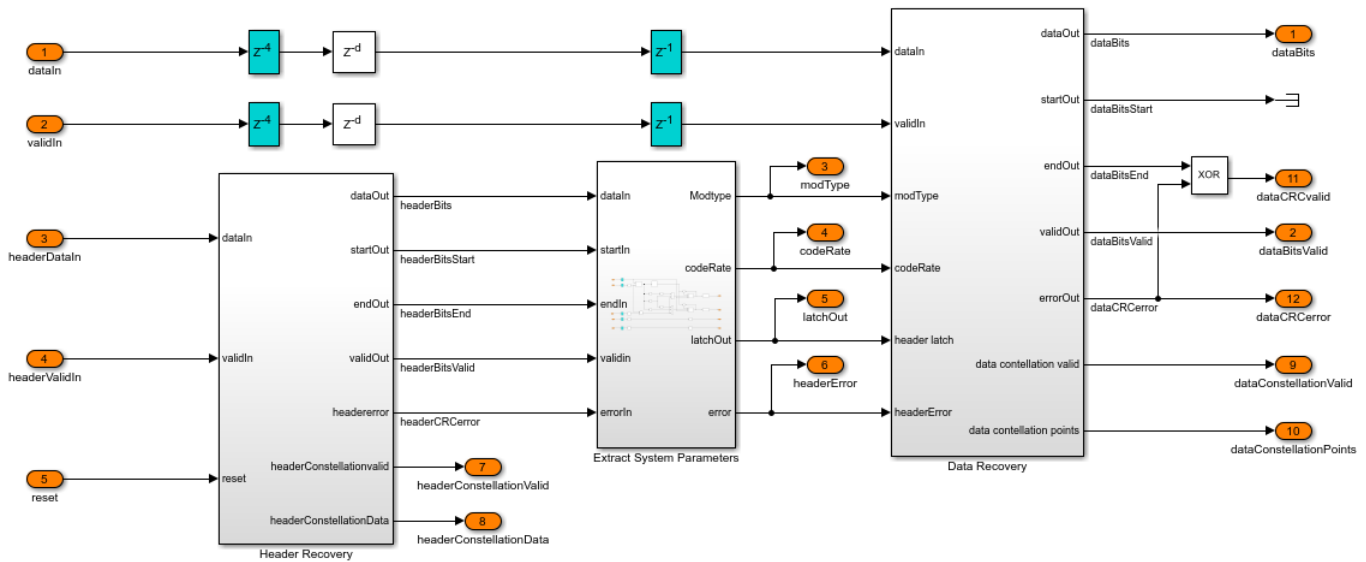 1
dataIn
Z-4
Z-d
Z-1
2
validIn
Z-4
Z-d
Z-1
3
headerDataIn
4
headerValidIn
5
reset
dataIn
validIn
reset
dataOut
startOut
endOut
validOut
headererror
headerConstellationvalid
headerConstellationData
Header Recovery
headerBits
headerBitsStart
headerBitsEnd
headerBitsValid
headerCRCerror
7
headerConstellationValid
8
headerConstellationData
dataIn
startIn
endIn
validin
errorIn
Modtype
codeRate
latchOut
error
Extract System Parameters
3
modType
4
codeRate
5
latchOut
6
headerError
dataIn
validIn
modType
codeRate
header latch
headerError
dataOut
startOut
endOut
validOut
errorOut
data contellation valid
data contellation points
Data Recovery
dataBits
dataBitsStart
dataBitsEnd
dataBitsValid
dataCRCerror
XOR
1
dataBits
11
dataCRCvalid
2
dataBitsValid
12
dataCRCerror
9
dataConstellationValid
10
dataConstellationPoints